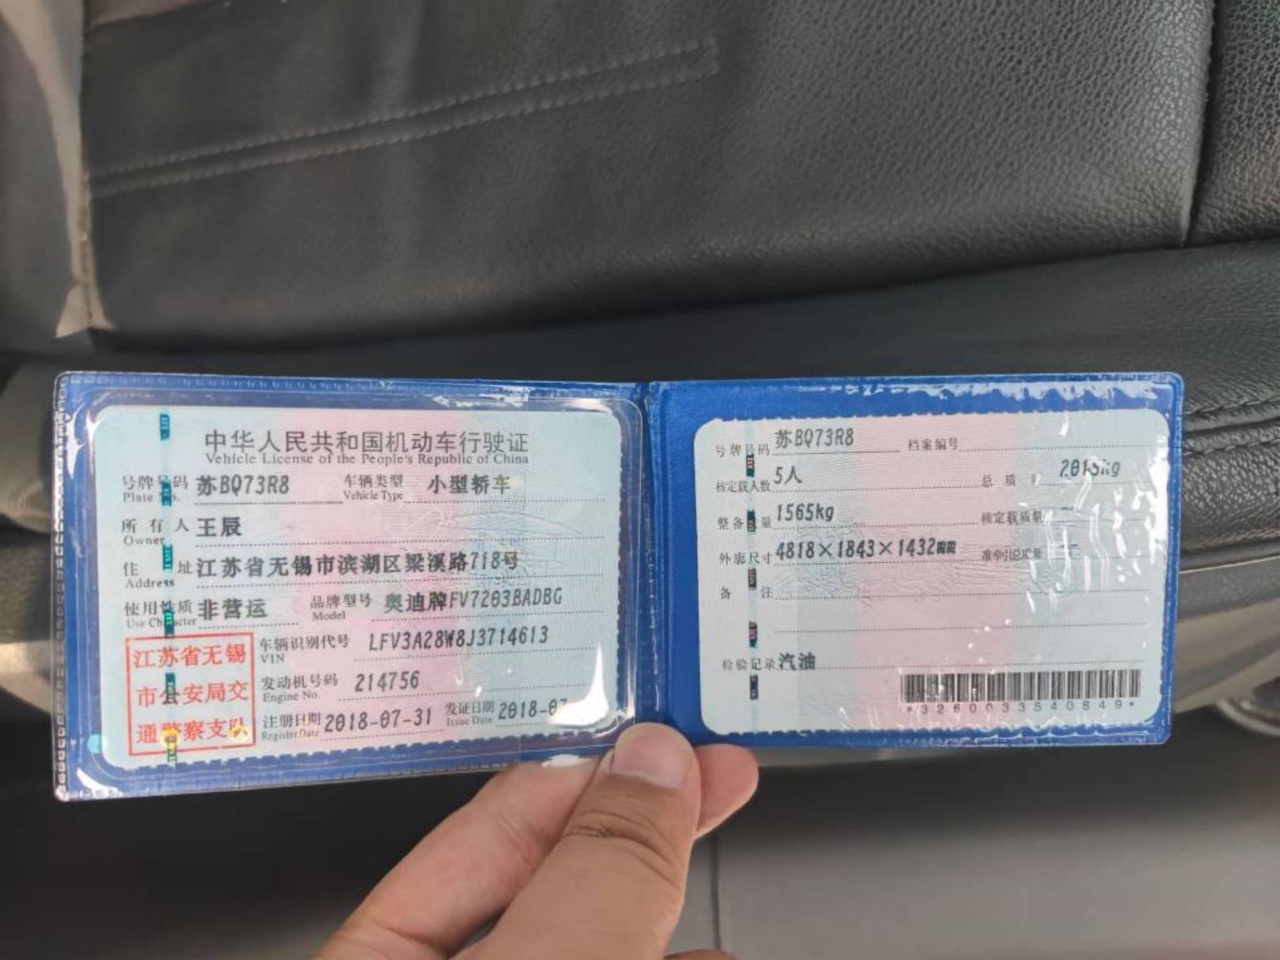 中华人民共和国机动车行驶证
Vehicle License of the People's Republic of China
号牌号码 苏BQ73R8 车辆类型 小型轿车
Plate No. Vehicle Type
所有人 王辰
Owner
住址 江苏省无锡市滨湖区梁溪路718号
Address
使用性质 非营运 品牌型号 奥迪牌FV7203BADBG
Use Character Model
江苏省无锡
市公安局交
通警察支队
车辆识别代号 LFV3A28W8J3714613
VIN
发动机号码 214756
Engine No.
注册日期 2018-07-31 发证日期 2018-07
Register Date Issue Date
号牌号码 苏BQ73R8 档案编号
核定载人数 5人 总质量
整备质量 1565kg 核定载质量
外廓尺寸 4818×1843×1432mm 准牵引总质量
备注
检验记录 汽油
*3260033540849*